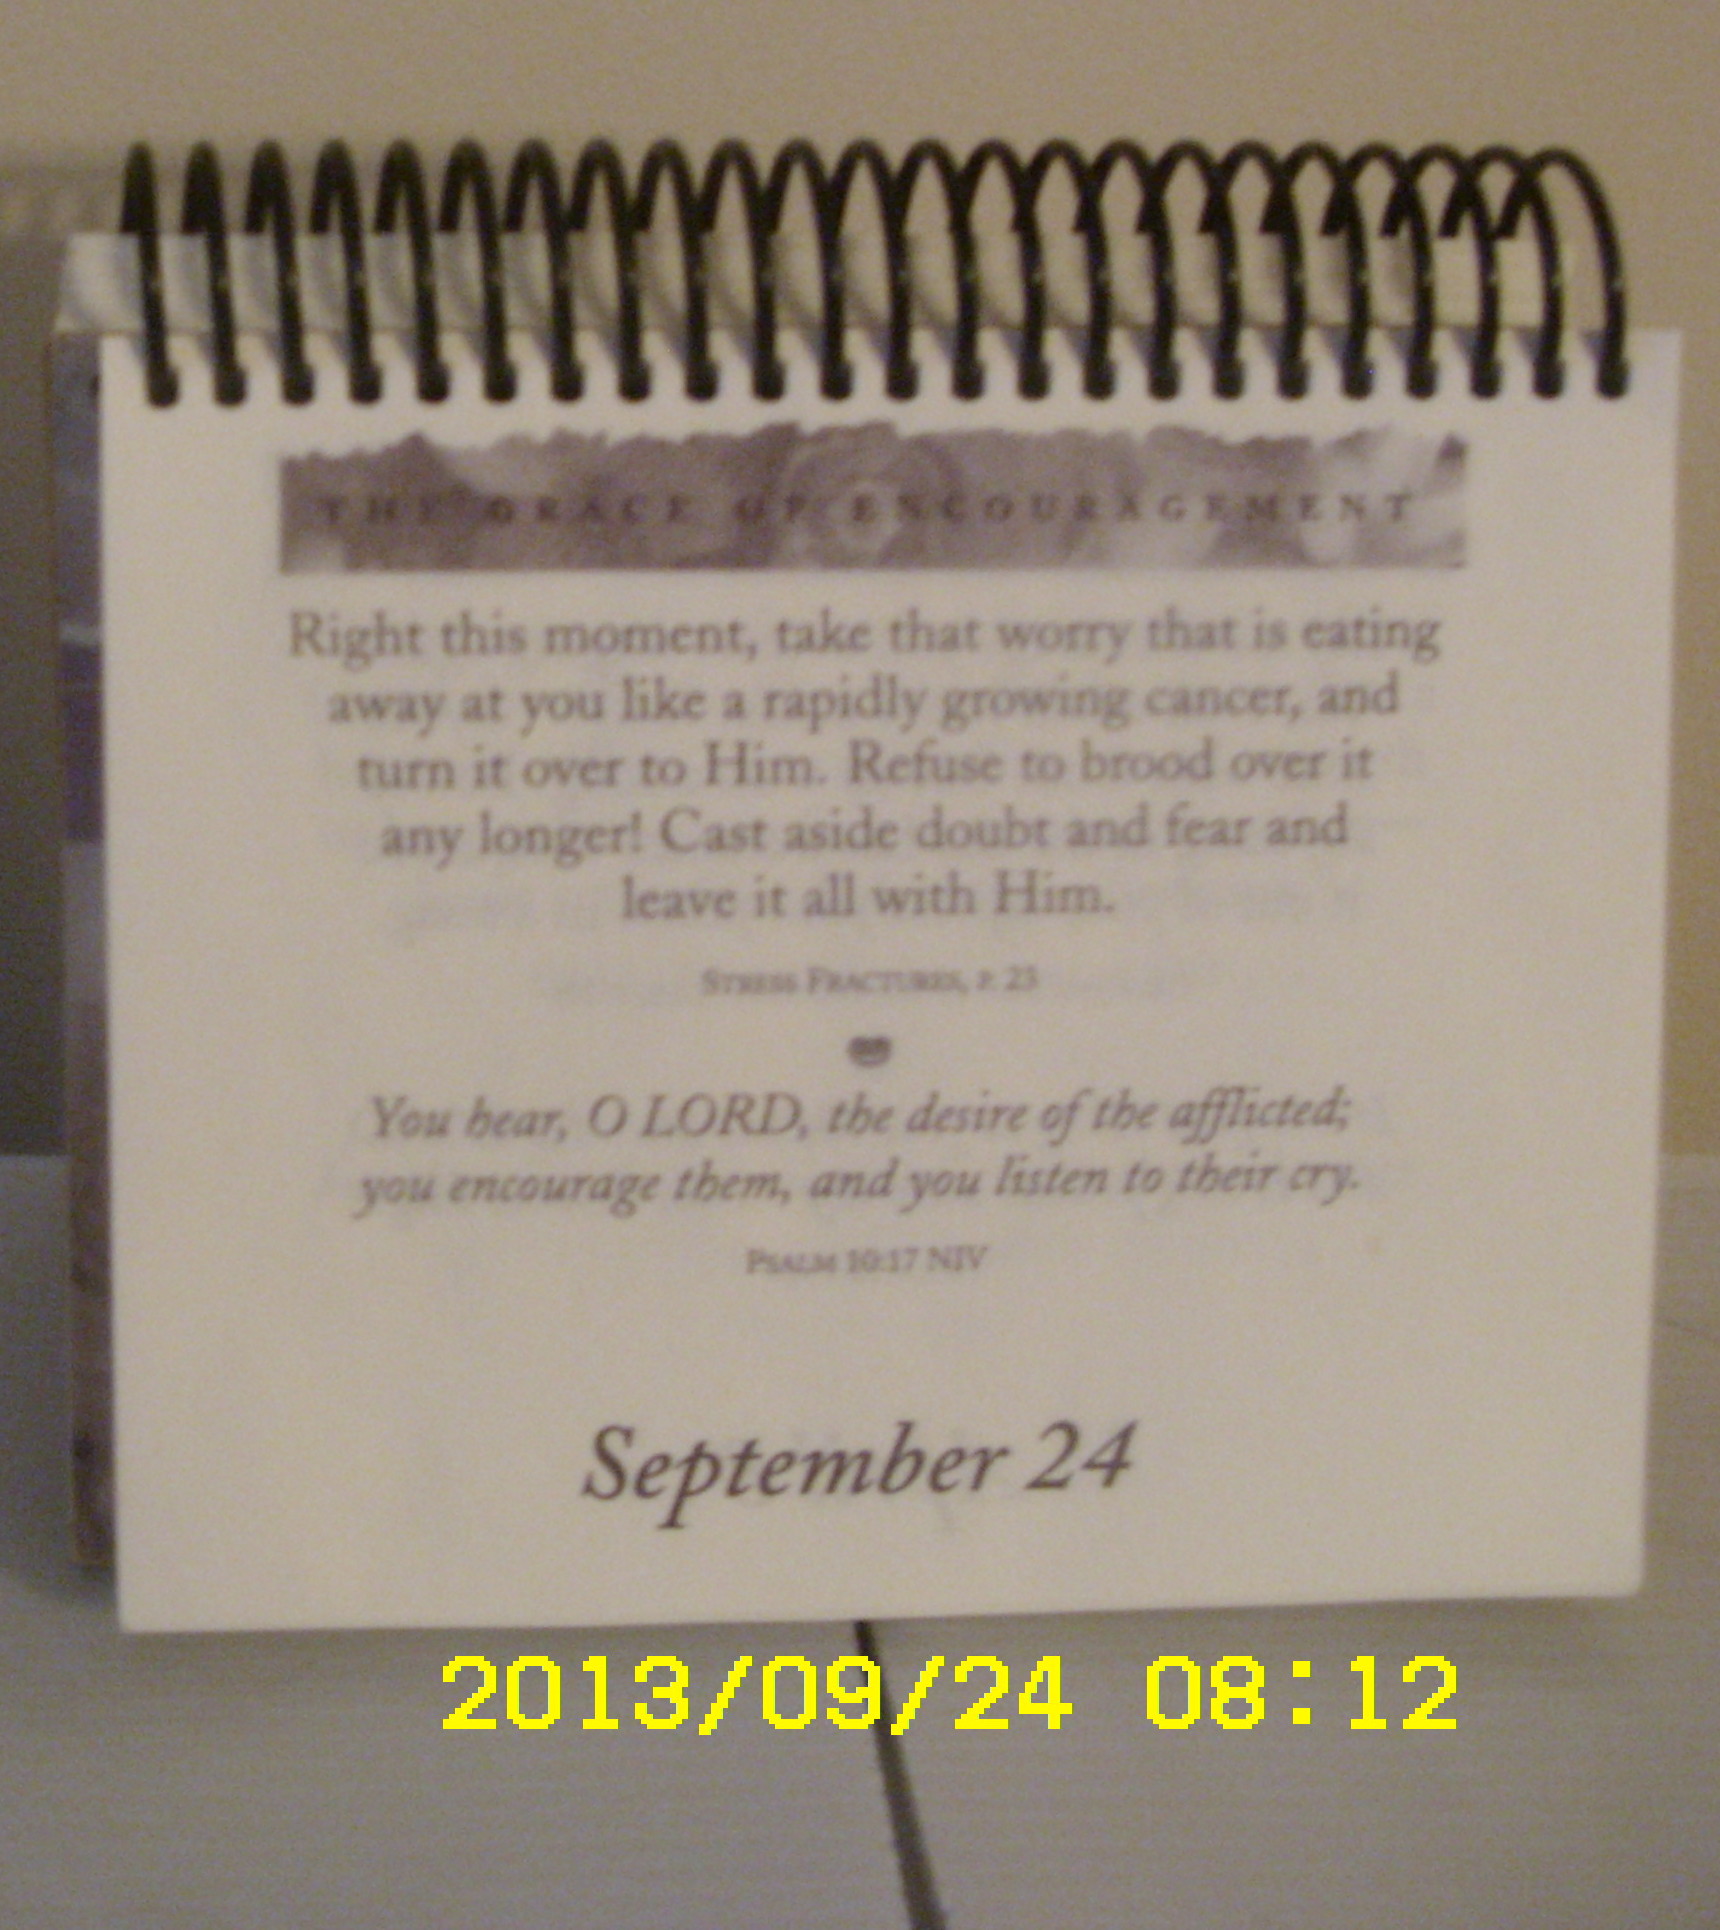 THE GRACE OF ENCOURAGEMENT
Right this moment, take that worry that is eating
away at you like a rapidly growing cancer, and
turn it over to Him. Refuse to brood over it
any longer! Cast aside doubt and fear and
leave it all with Him.
STRESS FRACTURES, P. 23
You hear, O LORD, the desire of the afflicted;
you encourage them, and you listen to their cry.
PSALM 10:17 NIV
September 24
2013/09/24 08:12